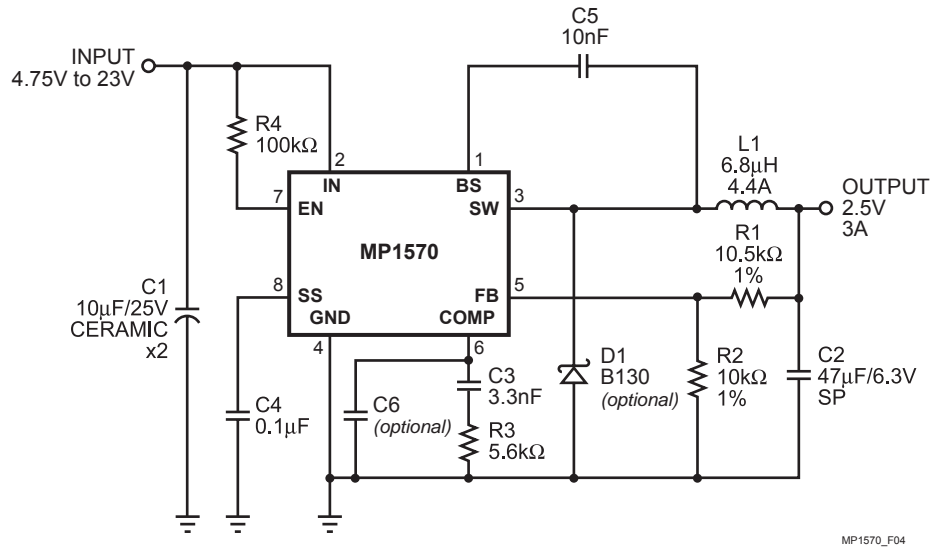 C5
10nF
INPUT
4.75V to 23V
R4
100kΩ
2
1
L1
6.8μH
4.4A
IN
BS
OUTPUT
2.5V
3A
7
EN
SW
3
MP1570
R1
10.5kΩ
1%
C1
10μF/25V
CERAMIC
x2
8
SS
FB
5
GND
COMP
4
6
D1
B130
(optional)
R2
10kΩ
1%
C2
47μF/6.3V
SP
C3
3.3nF
C4
0.1μF
C6
(optional)
R3
5.6kΩ
MP1570_F04